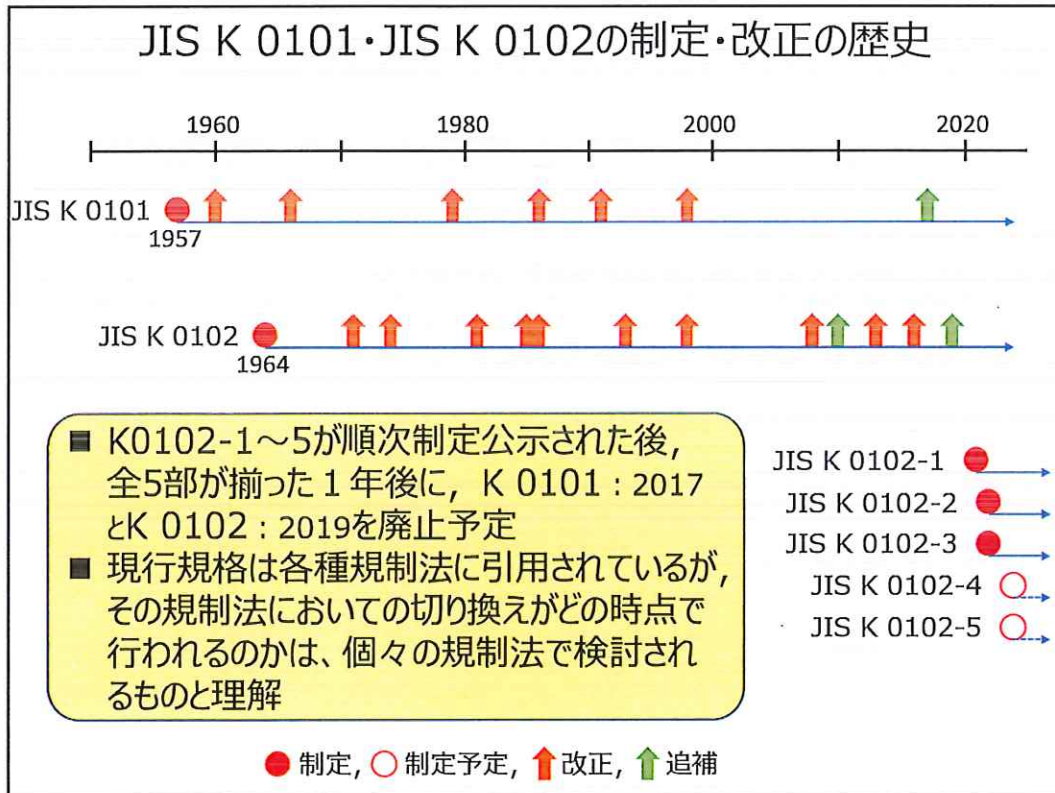 JIS K 0101・JIS K 0102の制定・改正の歴史
1960 1980 2000 2020
JIS K 0101
1957
JIS K 0102
1964
■ K0102-1～5が順次制定公示された後，
全5部が揃った１年後に，K 0101：2017
とK 0102：2019を廃止予定
■ 現行規格は各種規制法に引用されているが，
その規制法においての切り換えがどの時点で
行われるのかは、個々の規制法で検討され
るものと理解
JIS K 0102-1
JIS K 0102-2
JIS K 0102-3
JIS K 0102-4
JIS K 0102-5
制定，制定予定，改正，追補